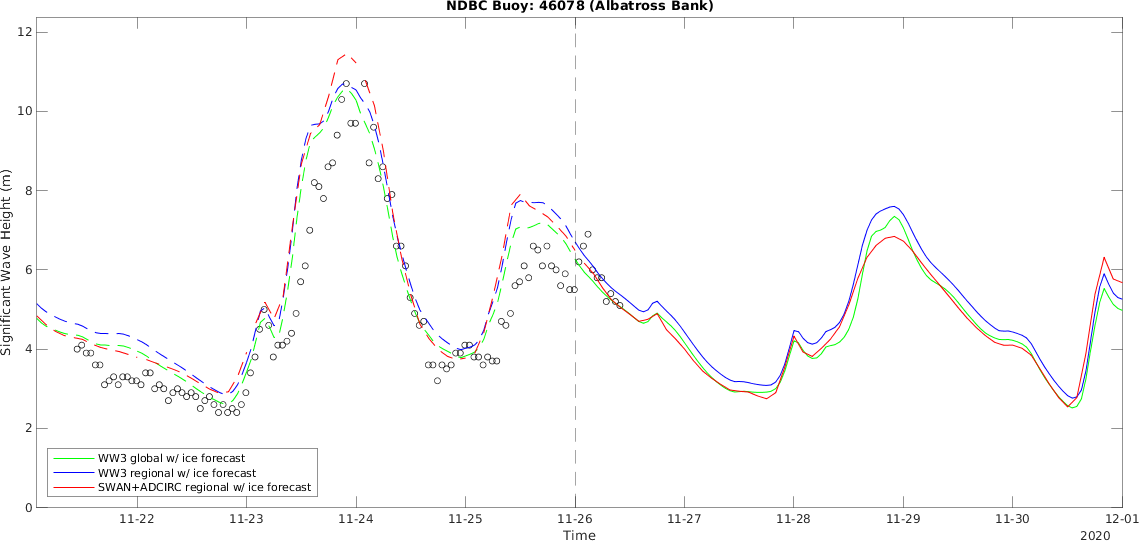 NDBC Buoy: 46078 (Albatross Bank)
Significant Wave Height (m)
12
10
8
6
4
2
0
WW3 global w/ ice forecast
WW3 regional w/ ice forecast
SWAN+ADCIRC regional w/ ice forecast
11-22 11-23 11-24 11-25 11-26 11-27 11-28 11-29 11-30 12-01
Time 2020